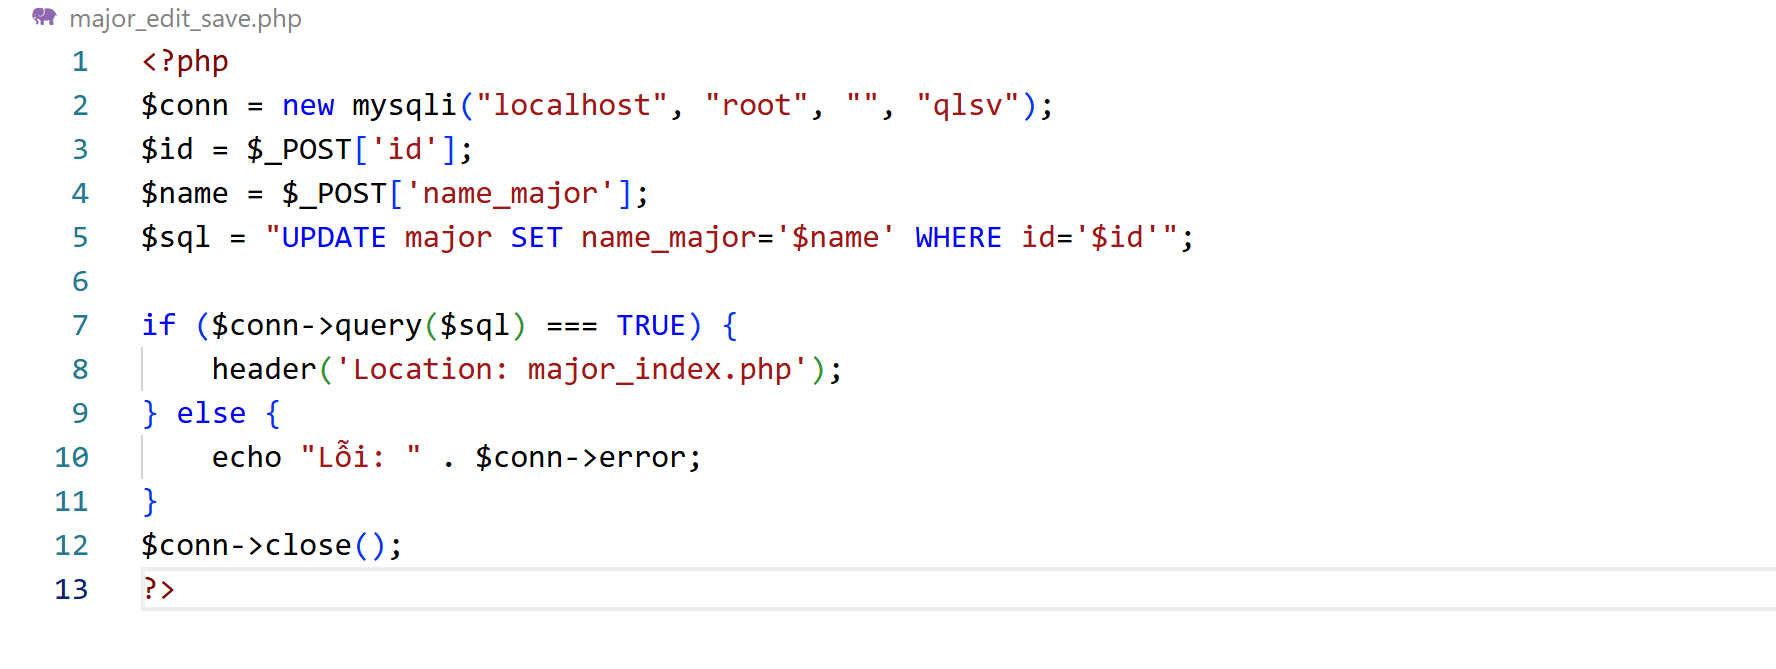 major_edit_save.php
1 <?php
2 $conn = new mysqli("localhost", "root", "", "qlsv");
3 $id = $_POST['id'];
4 $name = $_POST['name_major'];
5 $sql = "UPDATE major SET name_major='$name' WHERE id='$id'";
6
7 if ($conn->query($sql) === TRUE) {
8     header('Location: major_index.php');
9 } else {
10     echo "Lỗi: " . $conn->error;
11 }
12 $conn->close();
13 ?>